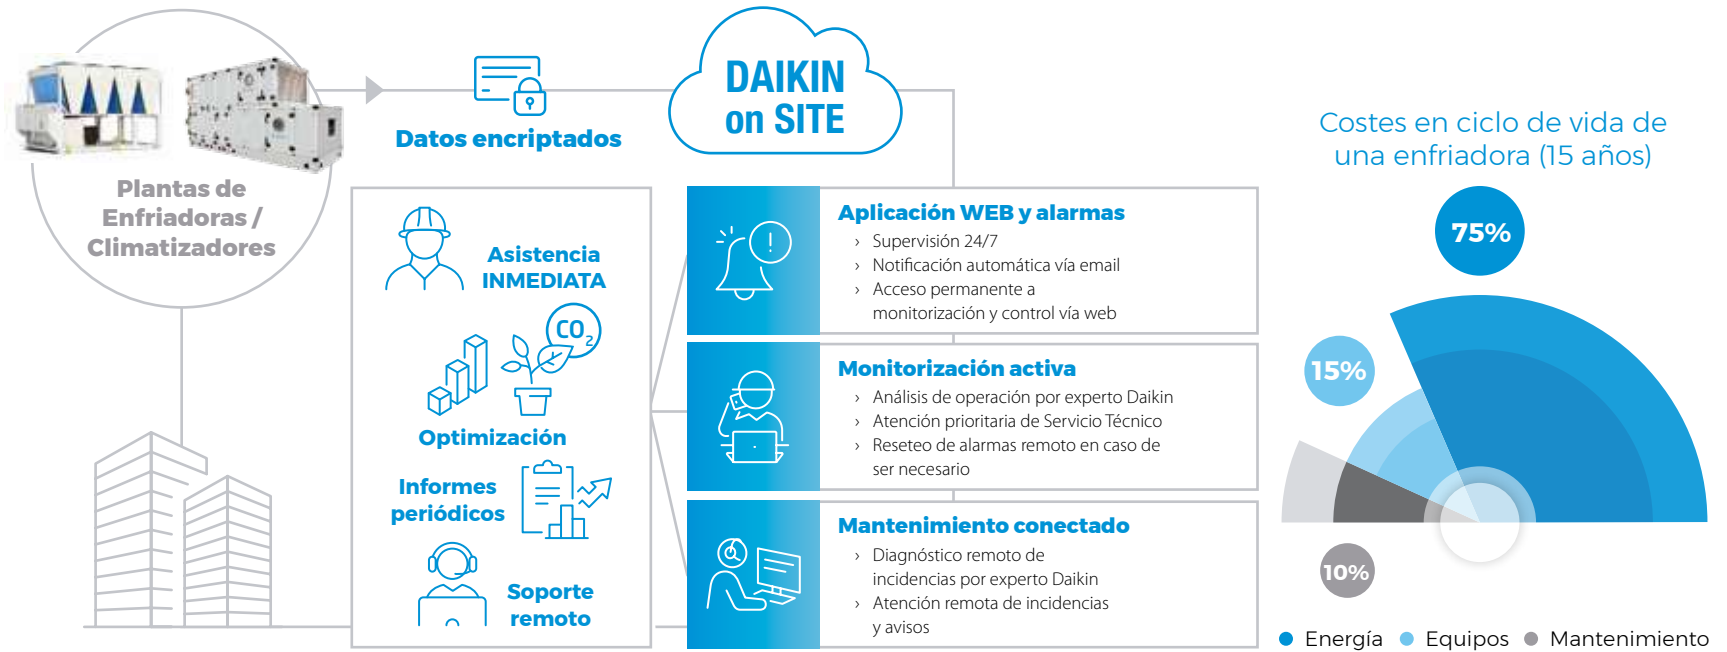 Plantas de
Enfriadoras /
Climatizadores
Datos encriptados
DAIKIN
on SITE
Asistencia
INMEDIATA
CO2
Optimización
Informes
periódicos
Soporte
remoto
Aplicación WEB y alarmas
› Supervisión 24/7
› Notificación automática vía email
› Acceso permanente a
monitorización y control vía web
Monitorización activa
› Análisis de operación por experto Daikin
› Atención prioritaria de Servicio Técnico
› Reseteo de alarmas remoto en caso de
ser necesario
Mantenimiento conectado
› Diagnóstico remoto de
incidencias por experto Daikin
› Atención remota de incidencias
y avisos
Costes en ciclo de vida de
una enfriadora (15 años)
75%
15%
10%
Energía Equipos Mantenimiento